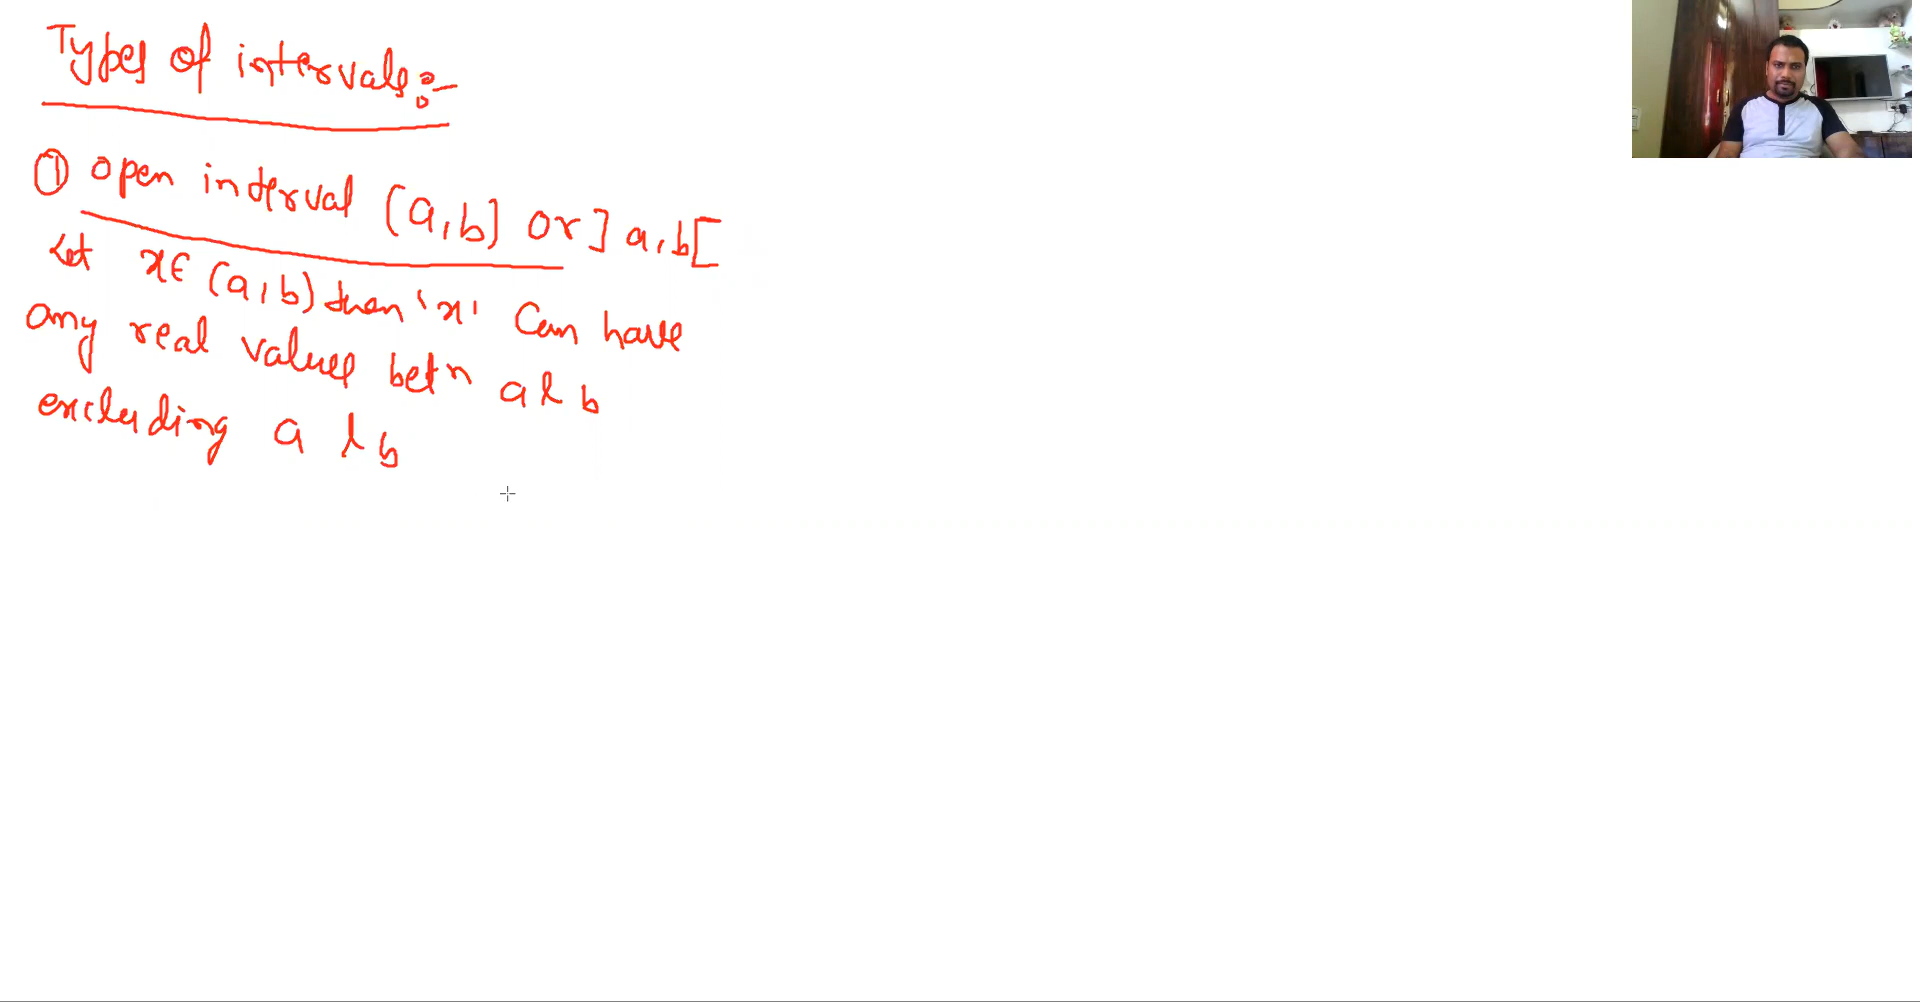 Types of intervals:-
① open interval (a,b) or ]a,b[
Let x∈(a,b) then 'x' Can have
any real values betn a & b
excluding a & b